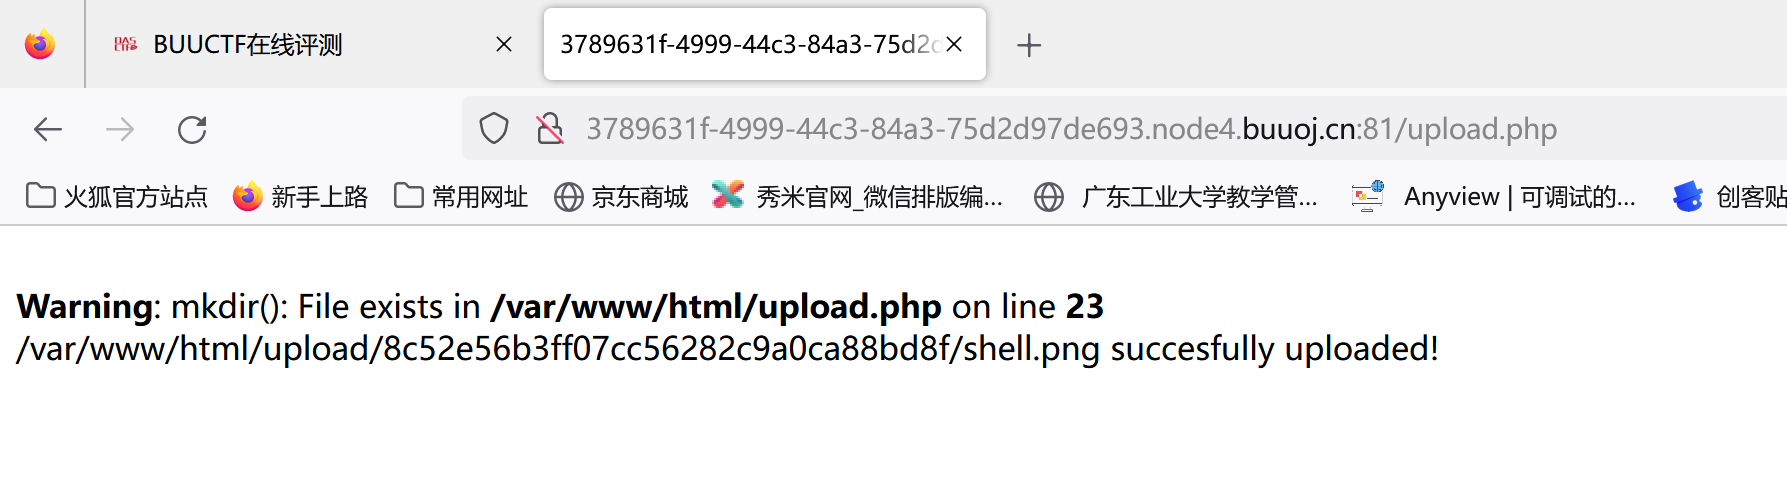 DAS CTF BUUCTF在线评测 3789631f-4999-44c3-84a3-75d2d
3789631f-4999-44c3-84a3-75d2d97de693.node4.buuoj.cn:81/upload.php
火狐官方站点 新手上路 常用网址 京东商城 秀米官网_微信排版编... 广东工业大学教学管... Anyview | 可调试的... 创客贴
Warning: mkdir(): File exists in /var/www/html/upload.php on line 23
/var/www/html/upload/8c52e56b3ff07cc56282c9a0ca88bd8f/shell.png succesfully uploaded!